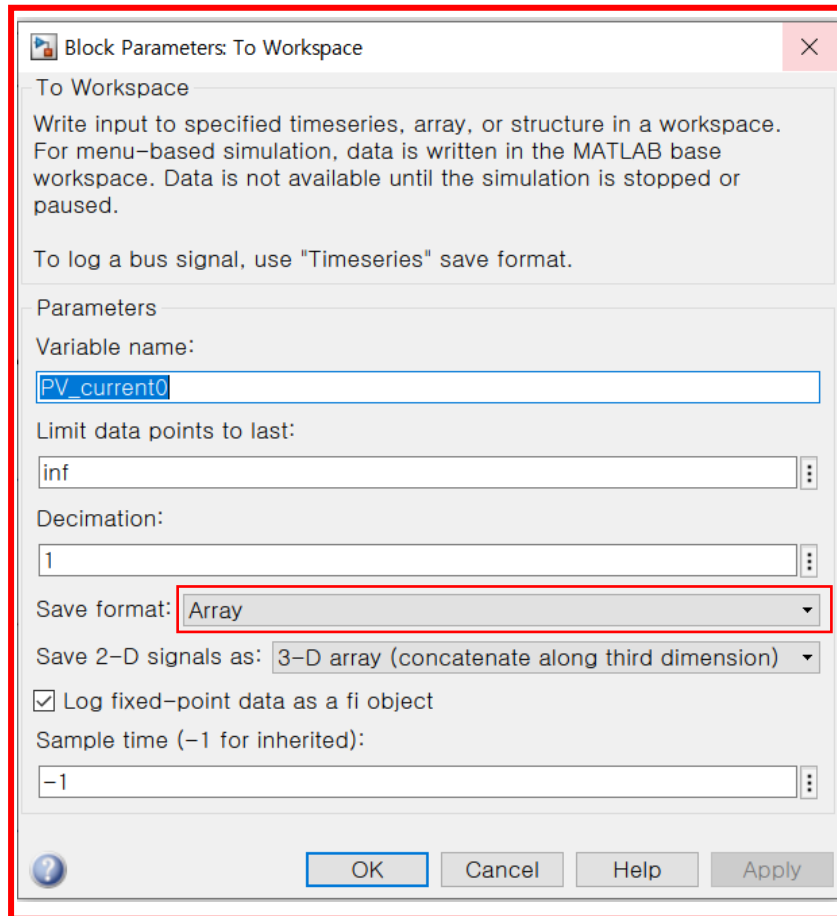 Block Parameters: To Workspace
To Workspace
Write input to specified timeseries, array, or structure in a workspace.
For menu-based simulation, data is written in the MATLAB base
workspace. Data is not available until the simulation is stopped or
paused.
To log a bus signal, use "Timeseries" save format.
Parameters
Variable name:
PV_current0
Limit data points to last:
inf
Decimation:
1
Save format: Array
Save 2-D signals as: 3-D array (concatenate along third dimension)
Log fixed-point data as a fi object
Sample time (-1 for inherited):
-1
OK Cancel Help Apply